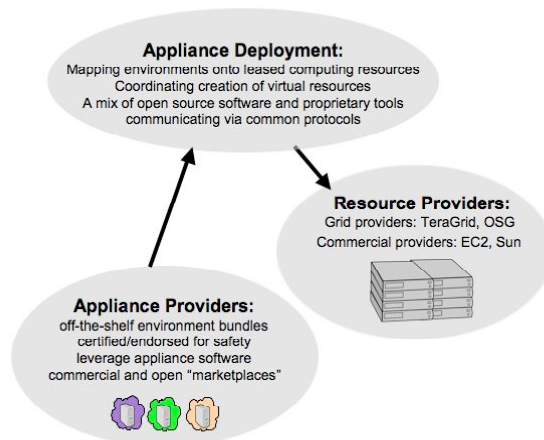 Appliance Deployment:
Mapping environments onto leased computing resources
Coordinating creation of virtual resources
A mix of open source software and proprietary tools
communicating via common protocols
Resource Providers:
Grid providers: TeraGrid, OSG
Commercial providers: EC2, Sun
Appliance Providers:
off-the-shelf environment bundles
certified/endorsed for safety
leverage appliance software
commercial and open “marketplaces”